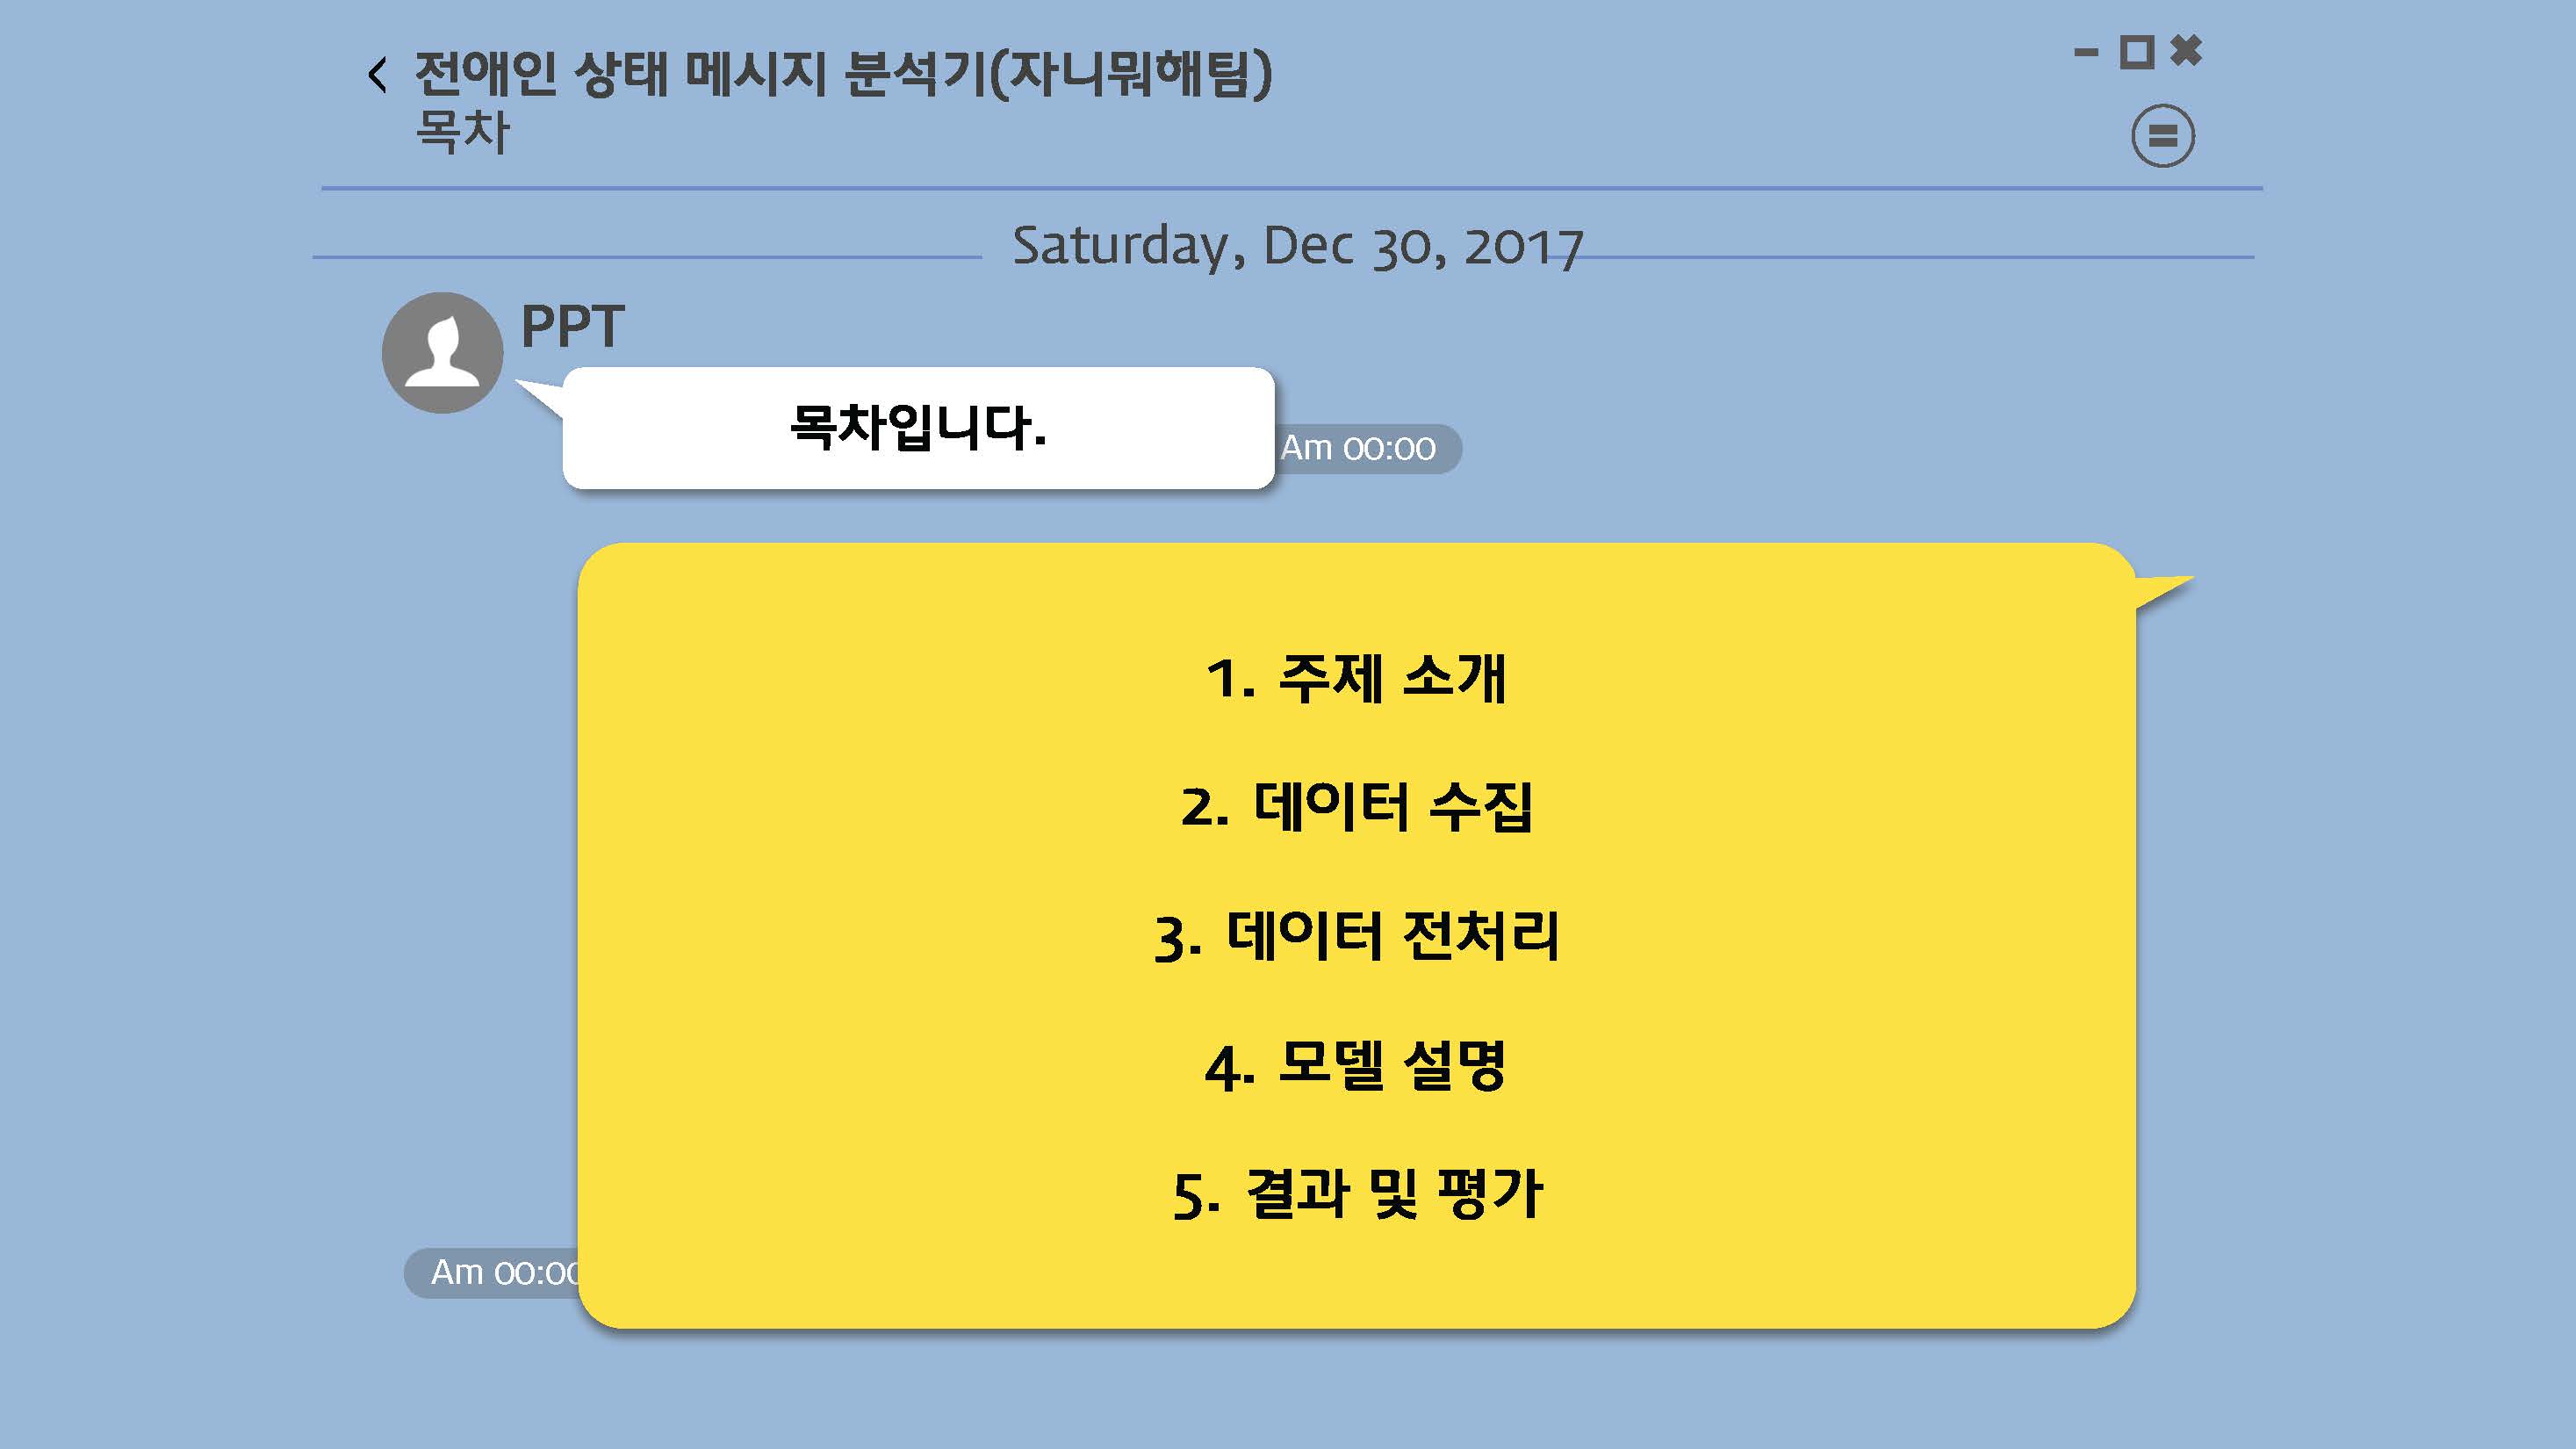 < 전애인 상태 메시지 분석기(자니뭐해팀)
목차
Saturday, Dec 30, 2017
PPT
목차입니다.
Am 00:00
1. 주제 소개
2. 데이터 수집
3. 데이터 전처리
4. 모델 설명
5. 결과 및 평가
Am 00:00